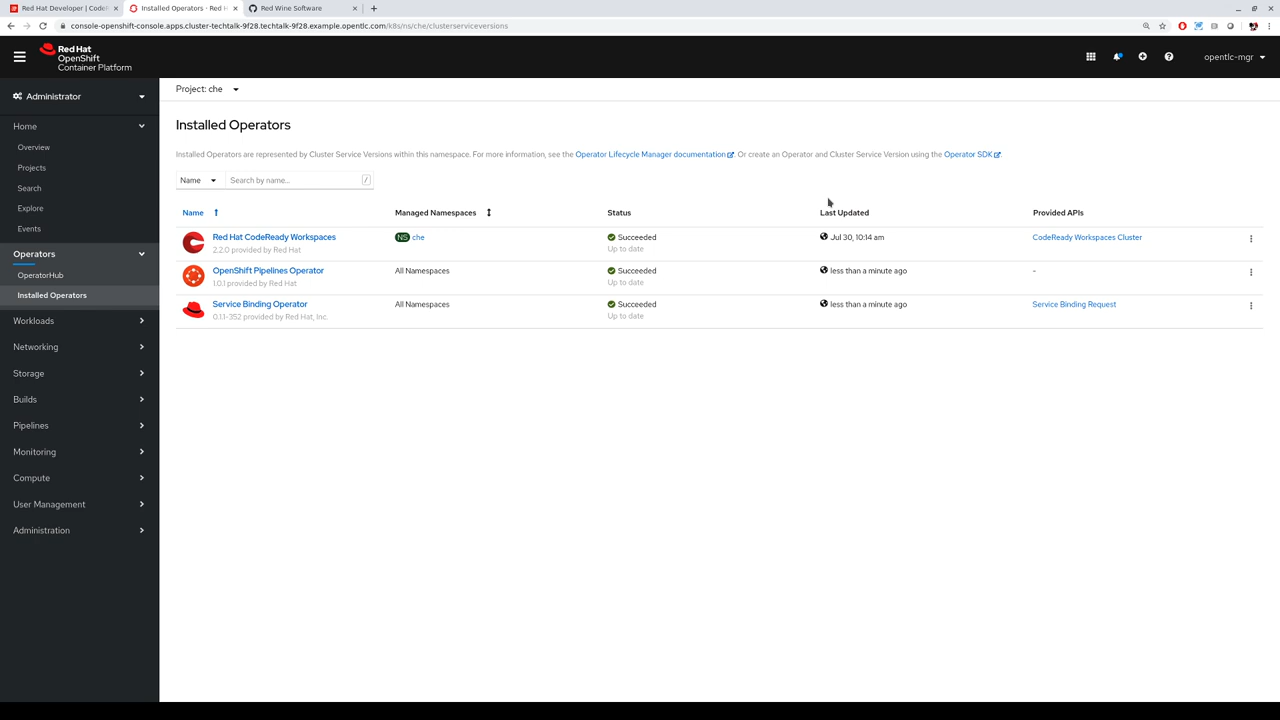 Red Hat Developer | CodeR
Installed Operators - Red H
Red Wine Software
console-openshift-console.apps.cluster-techtalk-9f28.techtalk-9f28.example.opentlc.com/k8s/ns/che/clusterserviceversions
Red Hat
OpenShift
Container Platform
opentlc-mgr
Administrator
Home
Overview
Projects
Search
Explore
Events
Operators
OperatorHub
Installed Operators
Workloads
Networking
Storage
Builds
Pipelines
Monitoring
Compute
User Management
Administration
Project: che
Installed Operators
Installed Operators are represented by Cluster Service Versions within this namespace. For more information, see the Operator Lifecycle Manager documentation. Or create an Operator and Cluster Service Version using the Operator SDK.
Name Search by name... /
Name Managed Namespaces Status Last Updated Provided APIs
Red Hat CodeReady Workspaces NS che Succeeded Jul 30, 10:14 am CodeReady Workspaces Cluster
2.2.0 provided by Red Hat Up to date
OpenShift Pipelines Operator All Namespaces Succeeded less than a minute ago -
1.0.1 provided by Red Hat Up to date
Service Binding Operator All Namespaces Succeeded less than a minute ago Service Binding Request
0.1.1-352 provided by Red Hat, Inc. Up to date